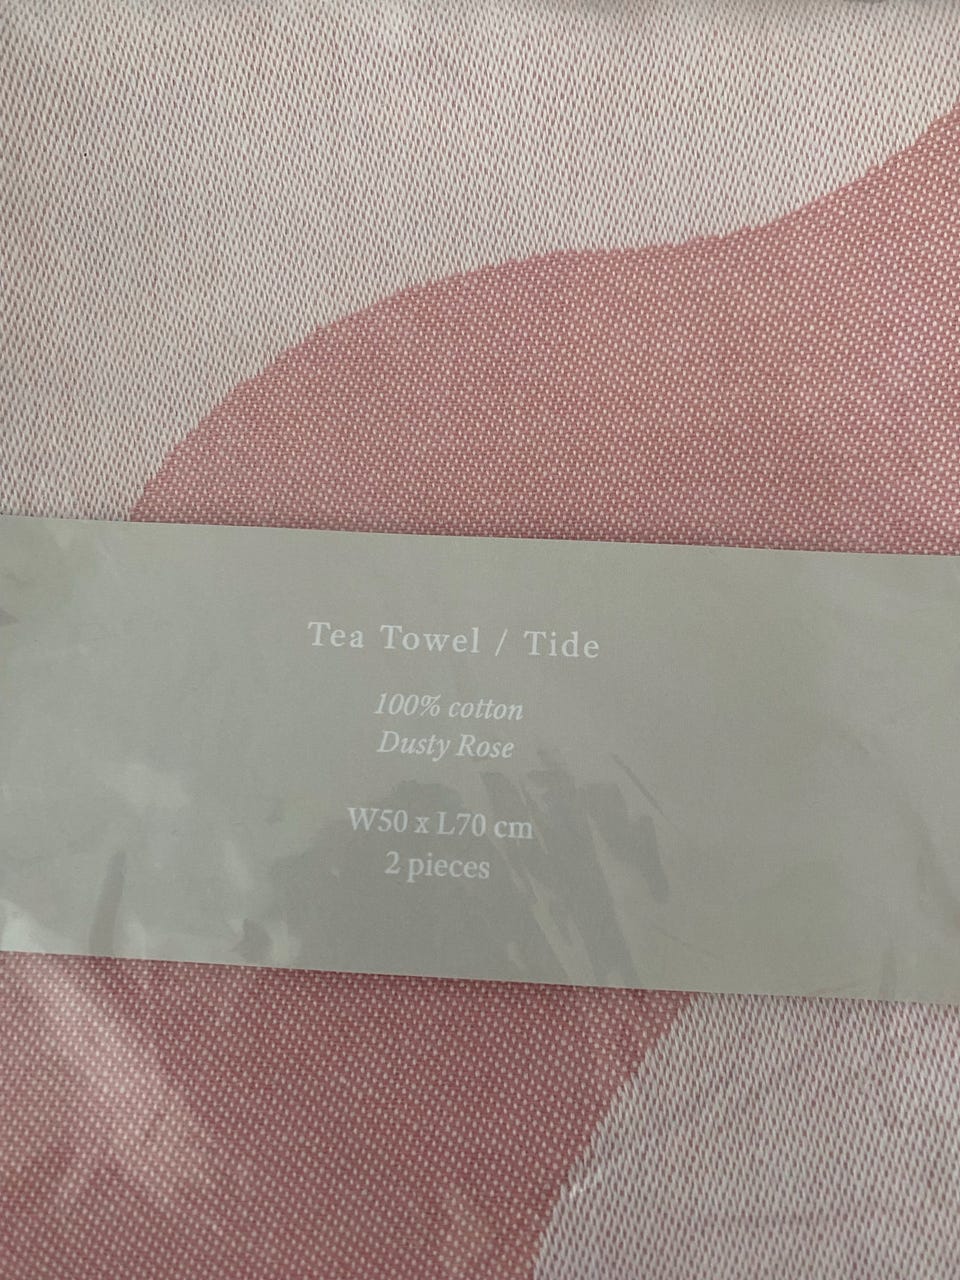 Tea Towel / Tide
100% cotton
Dusty Rose
W50 x L70 cm
2 pieces